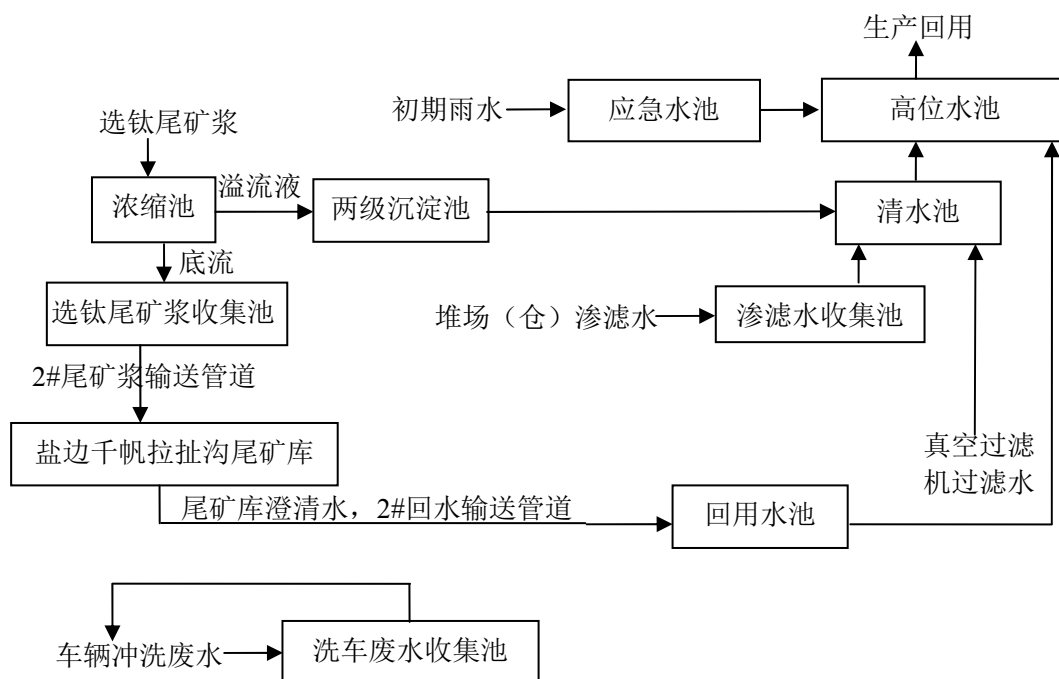 生产回用
初期雨水
应急水池
高位水池
选钛尾矿浆
浓缩池
溢流液
两级沉淀池
清水池
底流
选钛尾矿浆收集池
堆场（仓）渗滤水
渗滤水收集池
2#尾矿浆输送管道
盐边千帆拉扯沟尾矿库
真空过滤
机过滤水
尾矿库澄清水，2#回水输送管道
回用水池
车辆冲洗废水
洗车废水收集池